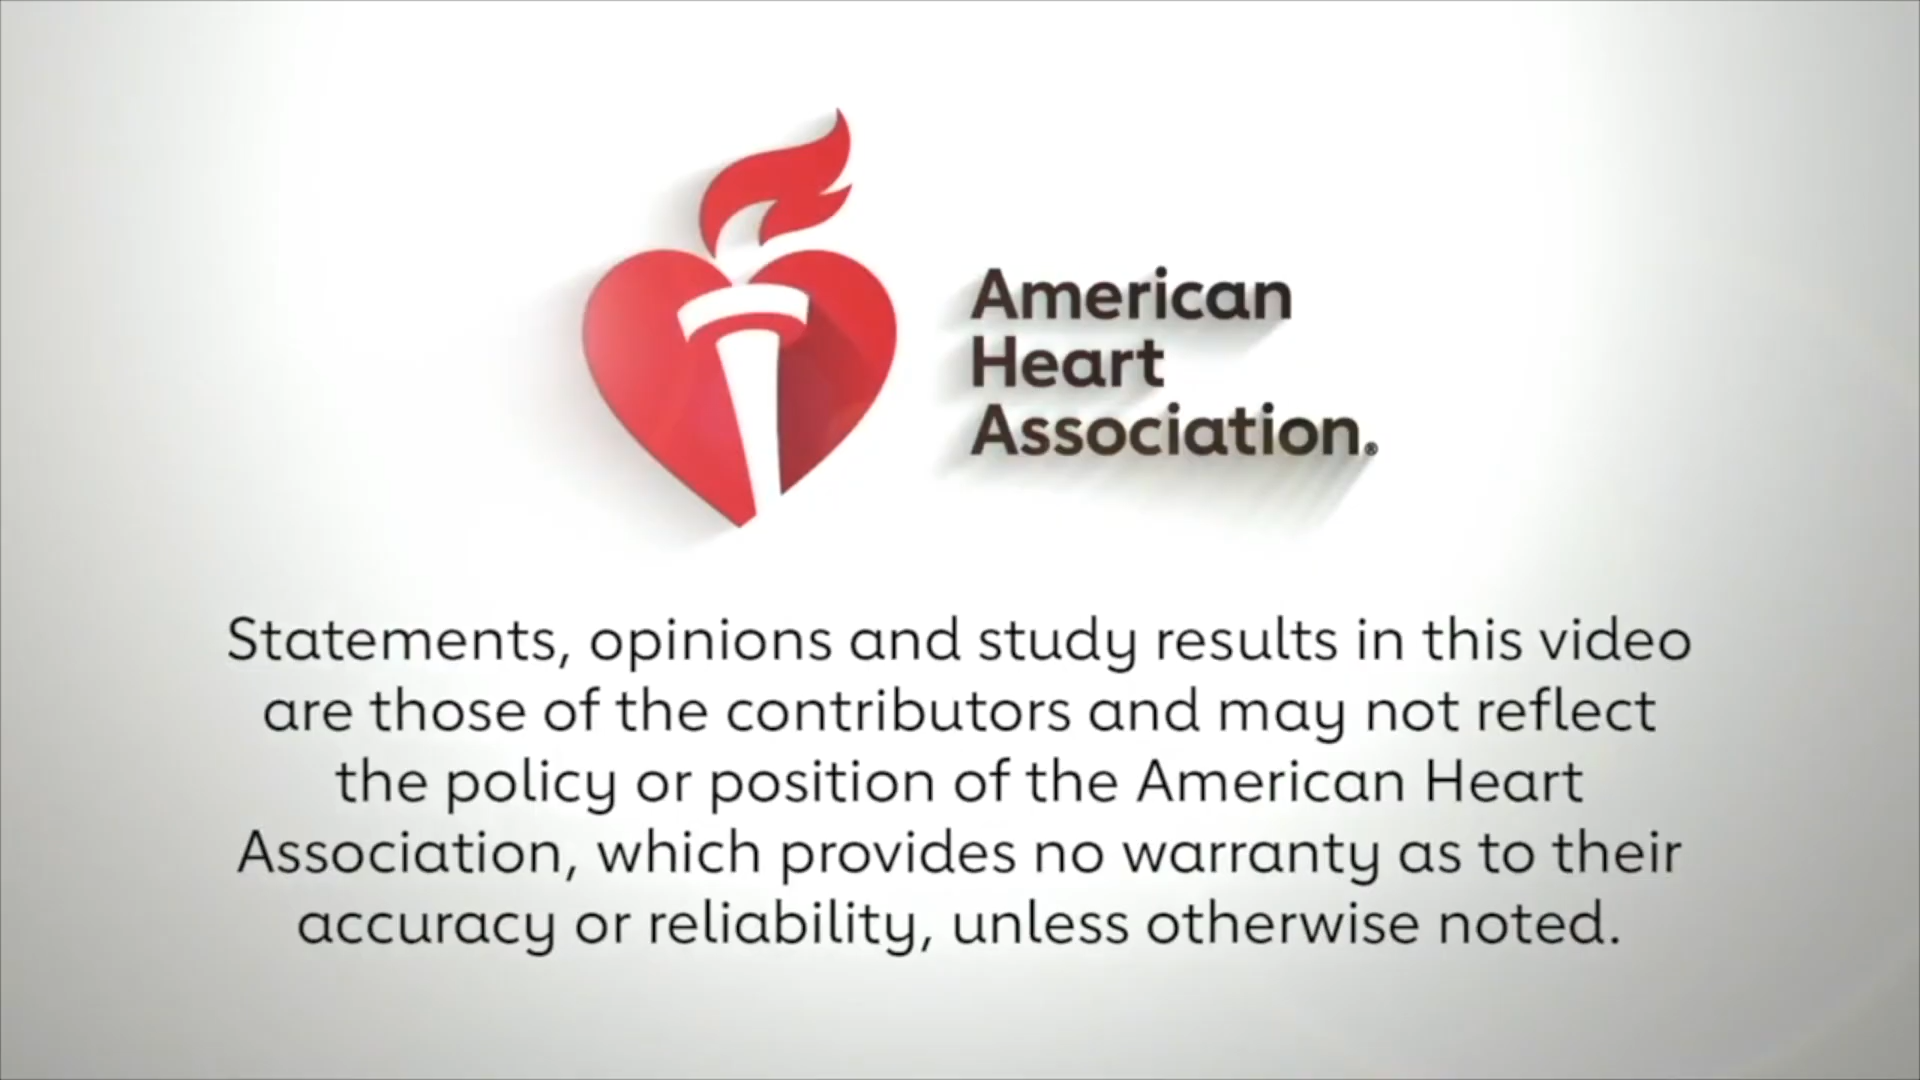 American
Heart
Association®
Statements, opinions and study results in this video
are those of the contributors and may not reflect
the policy or position of the American Heart
Association, which provides no warranty as to their
accuracy or reliability, unless otherwise noted.